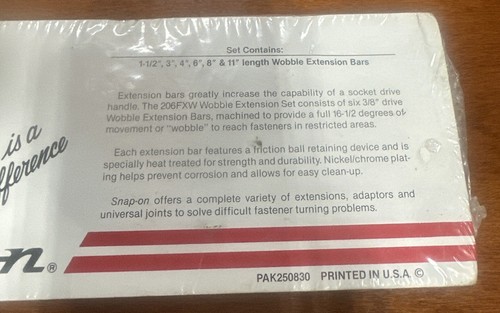 Set Contains:
1-1/2", 3", 4", 6", 8" & 11" length Wobble Extension Bars
Extension bars greatly increase the capability of a socket drive
handle. The 206FXW Wobble Extension Set consists of six 3/8" drive
Wobble Extension Bars, machined to provide a full 16-1/2 degrees of
movement or "wobble" to reach fasteners in restricted areas.
Each extension bar features a friction ball retaining device and is
specially heat treated for strength and durability. Nickel/chrome plat-
ing helps prevent corrosion and allows for easy clean-up.
Snap-on offers a complete variety of extensions, adaptors and
universal joints to solve difficult fastener turning problems.
is a
fference
n®
PAK250830 PRINTED IN U.S.A. ©